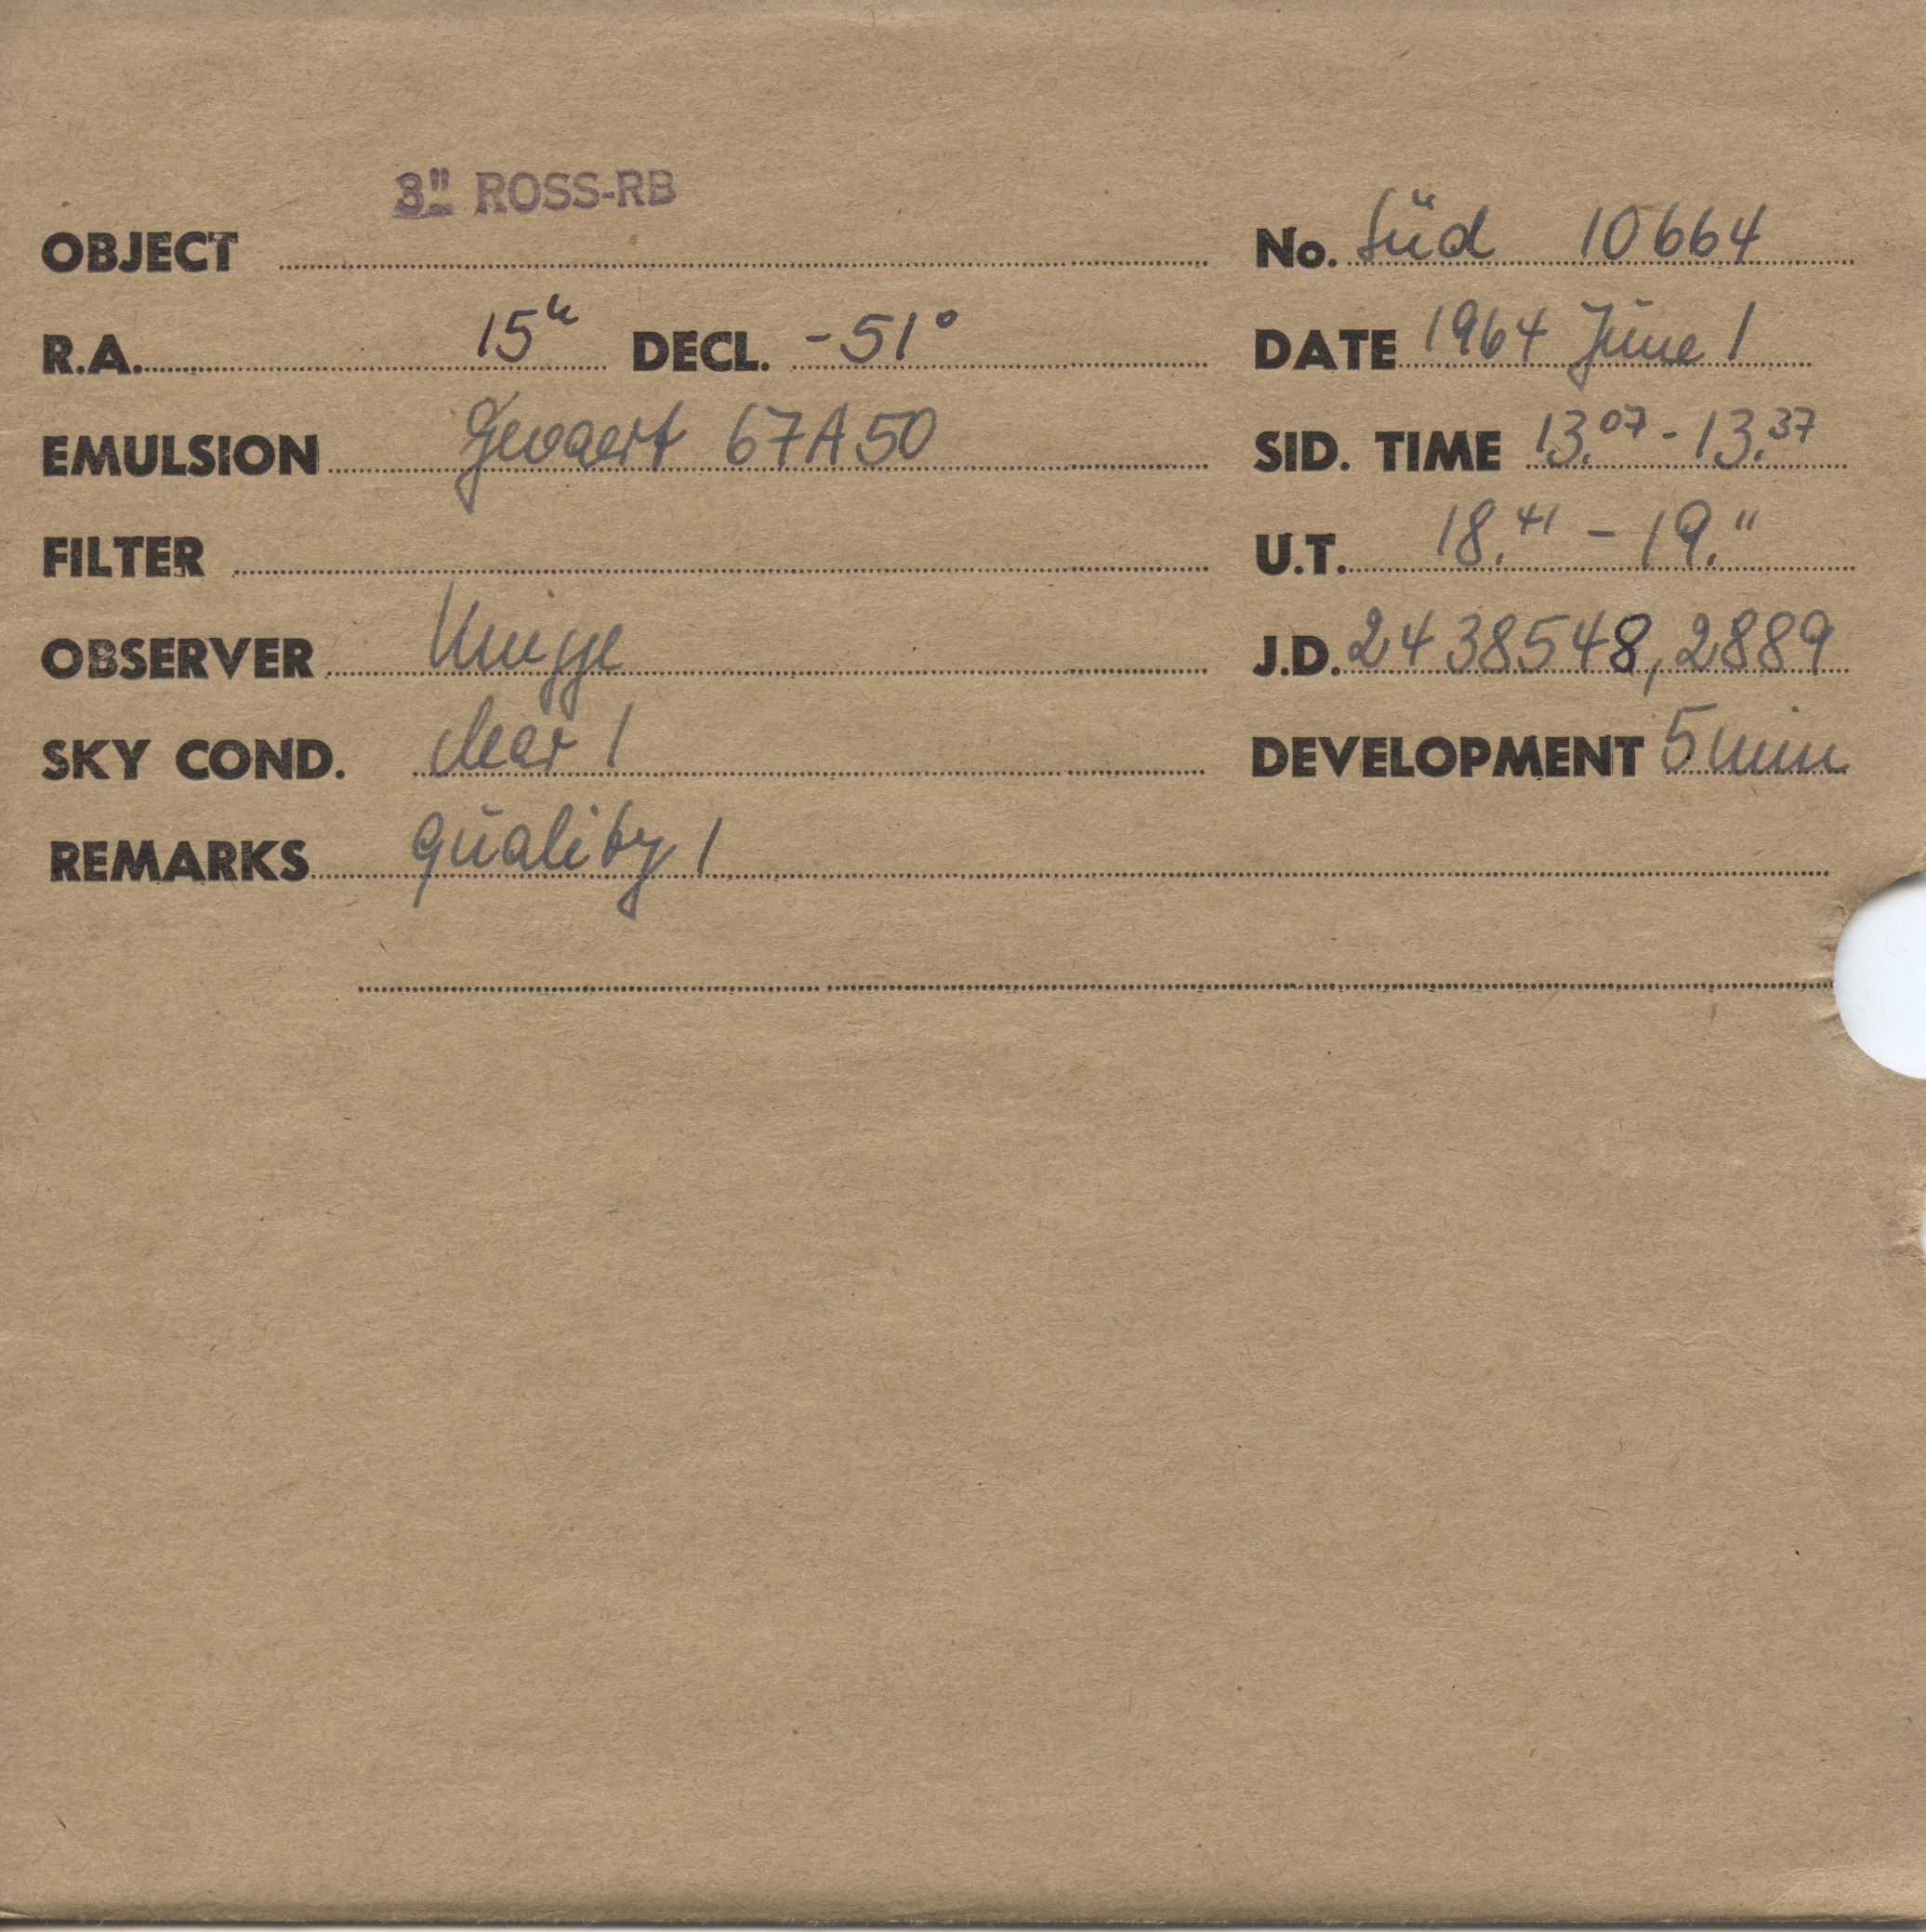 3" ROSS-RB
OBJECT No. Süd 10664
R.A. 15h DECL. -51° DATE 1964 June 1
EMULSION Gevaert 67A50 SID. TIME 13.07 - 13.37
FILTER U.T. 18.41 - 19.11
OBSERVER Knigge J.D. 2438548,2889
SKY COND. clear 1 DEVELOPMENT 5 min
REMARKS quality 1